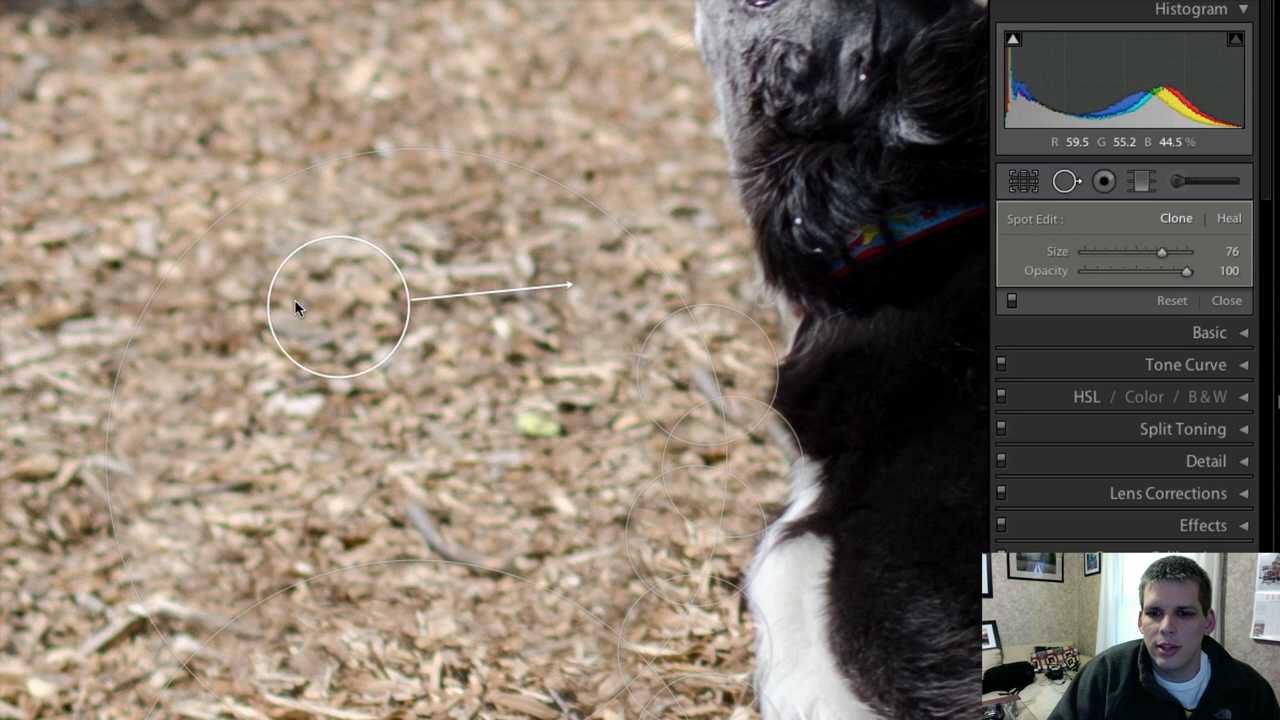 Histogram
R 59.5 G 55.2 B 44.5 %
Spot Edit : Clone | Heal
Size 76
Opacity 100
Reset | Close
Basic
Tone Curve
HSL / Color / B & W
Split Toning
Detail
Lens Corrections
Effects